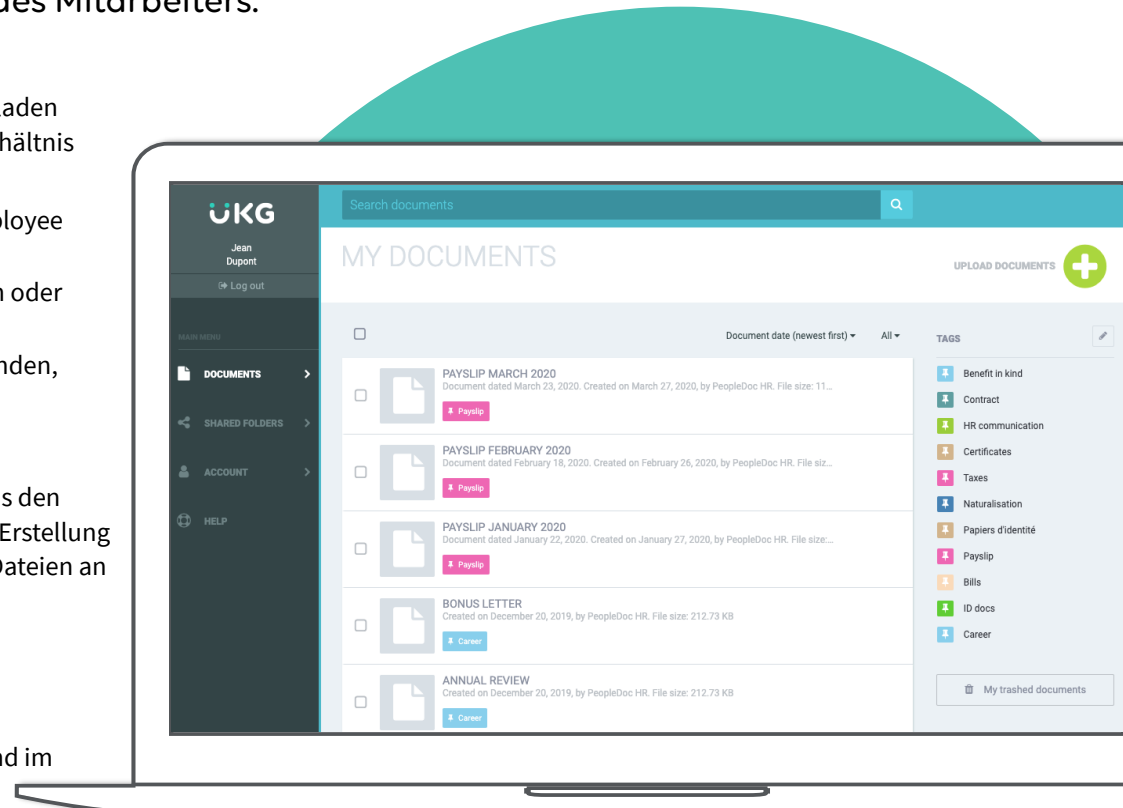 des Mitarbeiters.
laden
hältnis
ployee
n oder
nden,
s den
Erstellung
Dateien an
nd im
UKG
Jean
Dupont
Log out
MAIN MENU
DOCUMENTS
SHARED FOLDERS
ACCOUNT
HELP
Search documents
MY DOCUMENTS
UPLOAD DOCUMENTS
Document date (newest first)
All
PAYSLIP MARCH 2020
Document dated March 23, 2020. Created on March 27, 2020, by PeopleDoc HR. File size: 11...
Payslip
PAYSLIP FEBRUARY 2020
Document dated February 18, 2020. Created on February 26, 2020, by PeopleDoc HR. File siz...
Payslip
PAYSLIP JANUARY 2020
Document dated January 22, 2020. Created on January 27, 2020, by PeopleDoc HR. File size:...
Payslip
BONUS LETTER
Created on December 20, 2019, by PeopleDoc HR. File size: 212.73 KB
Career
ANNUAL REVIEW
Created on December 20, 2019, by PeopleDoc HR. File size: 212.73 KB
Career
TAGS
Benefit in kind
Contract
HR communication
Certificates
Taxes
Naturalisation
Papiers d'identité
Payslip
Bills
ID docs
Career
My trashed documents